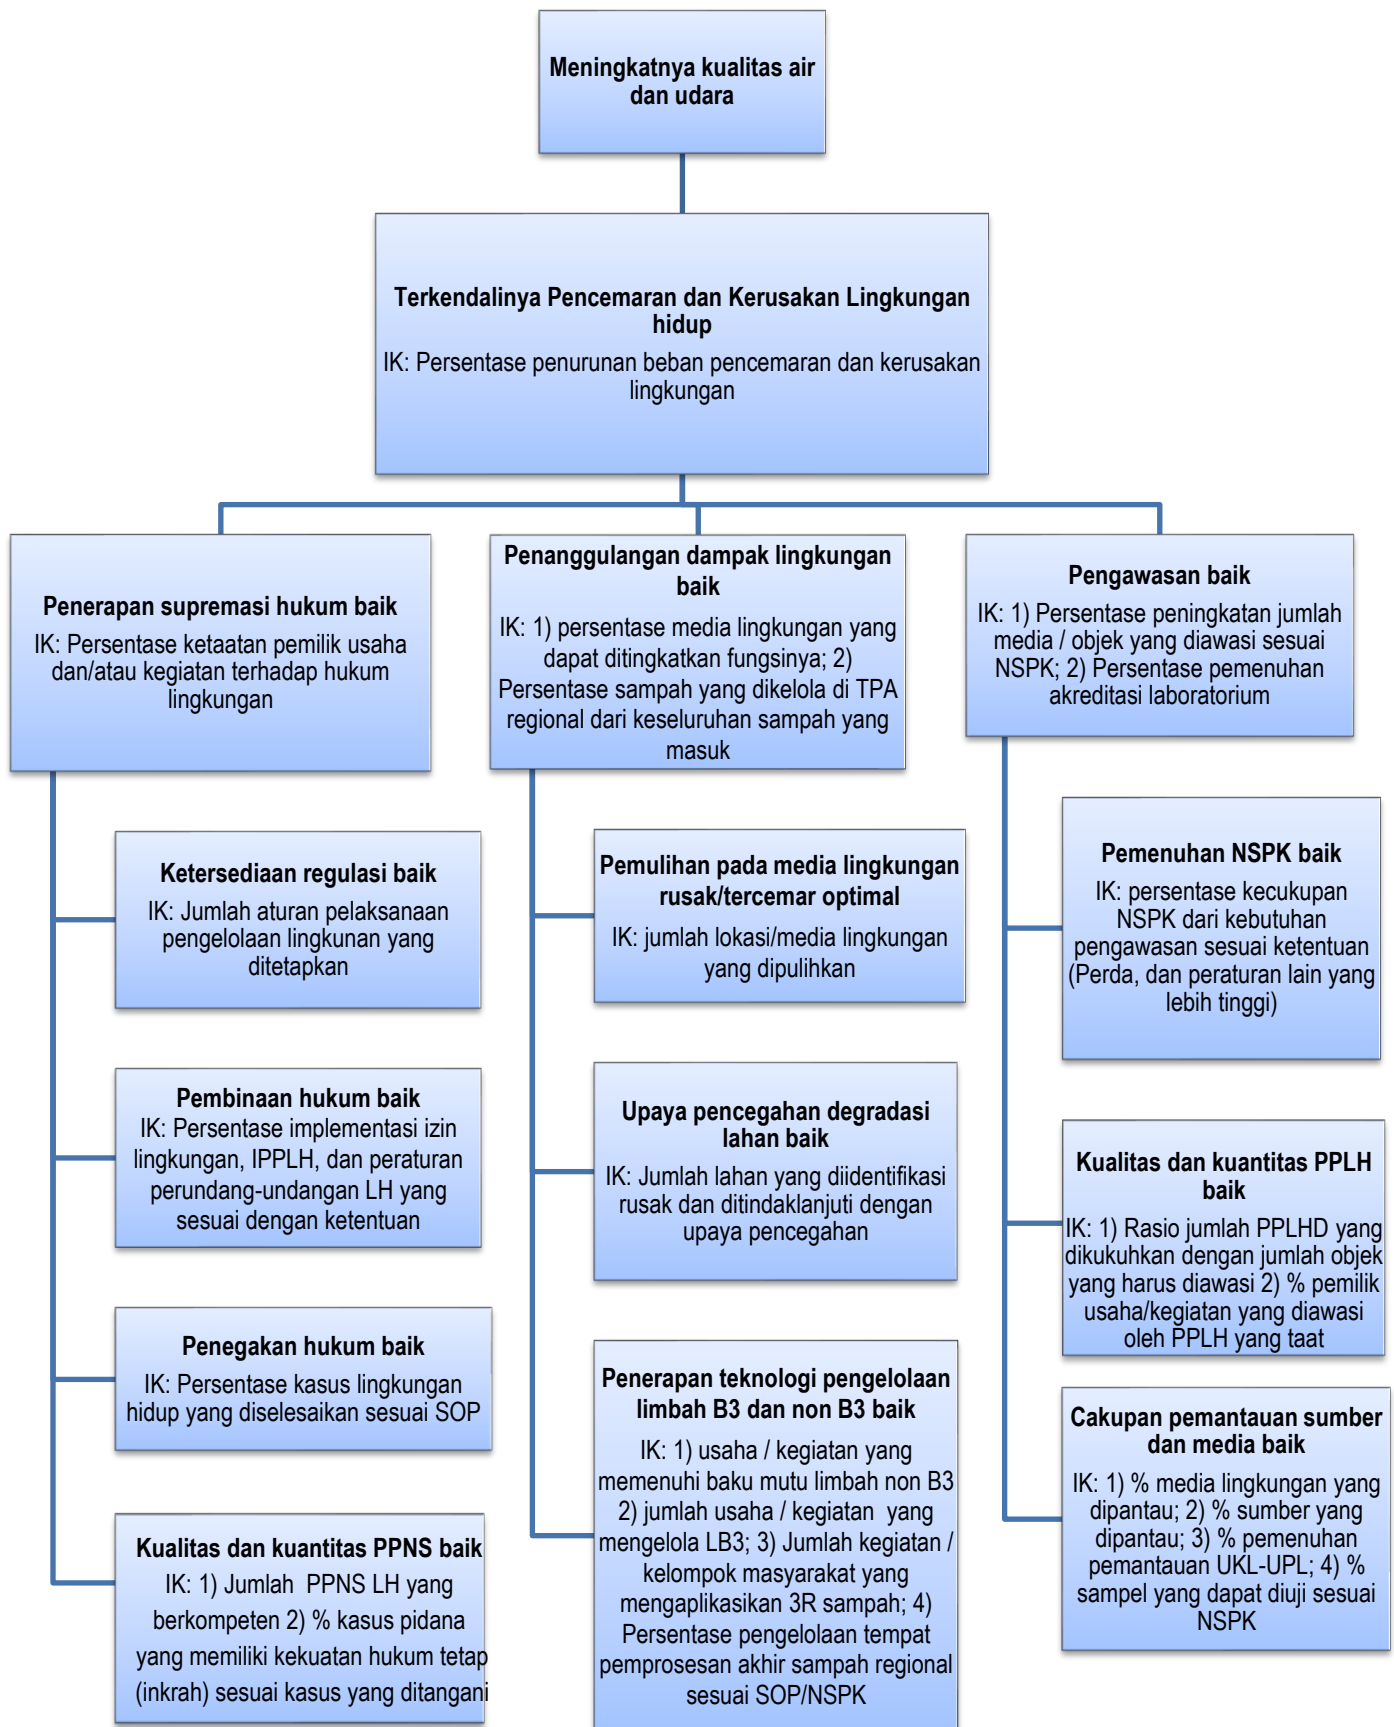 Meningkatnya kualitas air
dan udara
Terkendalinya Pencemaran dan Kerusakan Lingkungan
hidup
IK: Persentase penurunan beban pencemaran dan kerusakan
lingkungan
Penerapan supremasi hukum baik
IK: Persentase ketaatan pemilik usaha
dan/atau kegiatan terhadap hukum
lingkungan
Ketersediaan regulasi baik
IK: Jumlah aturan pelaksanaan
pengelolaan lingkunan yang
ditetapkan
Pembinaan hukum baik
IK: Persentase implementasi izin
lingkungan, IPPLH, dan peraturan
perundang-undangan LH yang
sesuai dengan ketentuan
Penegakan hukum baik
IK: Persentase kasus lingkungan
hidup yang diselesaikan sesuai SOP
Kualitas dan kuantitas PPNS baik
IK: 1) Jumlah PPNS LH yang
berkompeten 2) % kasus pidana
yang memiliki kekuatan hukum tetap
(inkrah) sesuai kasus yang ditangani
Penanggulangan dampak lingkungan
baik
IK: 1) persentase media lingkungan yang
dapat ditingkatkan fungsinya; 2)
Persentase sampah yang dikelola di TPA
regional dari keseluruhan sampah yang
masuk
Pemulihan pada media lingkungan
rusak/tercemar optimal
IK: jumlah lokasi/media lingkungan
yang dipulihkan
Upaya pencegahan degradasi
lahan baik
IK: Jumlah lahan yang diidentifikasi
rusak dan ditindaklanjuti dengan
upaya pencegahan
Penerapan teknologi pengelolaan
limbah B3 dan non B3 baik
IK: 1) usaha / kegiatan yang
memenuhi baku mutu limbah non B3
2) jumlah usaha / kegiatan yang
mengelola LB3; 3) Jumlah kegiatan /
kelompok masyarakat yang
mengaplikasikan 3R sampah; 4)
Persentase pengelolaan tempat
pemprosesan akhir sampah regional
sesuai SOP/NSPK
Pengawasan baik
IK: 1) Persentase peningkatan jumlah
media / objek yang diawasi sesuai
NSPK; 2) Persentase pemenuhan
akreditasi laboratorium
Pemenuhan NSPK baik
IK: persentase kecukupan
NSPK dari kebutuhan
pengawasan sesuai ketentuan
(Perda, dan peraturan lain yang
lebih tinggi)
Kualitas dan kuantitas PPLH
baik
IK: 1) Rasio jumlah PPLHD yang
dikukuhkan dengan jumlah objek
yang harus diawasi 2) % pemilik
usaha/kegiatan yang diawasi
oleh PPLH yang taat
Cakupan pemantauan sumber
dan media baik
IK: 1) % media lingkungan yang
dipantau; 2) % sumber yang
dipantau; 3) % pemenuhan
pemantauan UKL-UPL; 4) %
sampel yang dapat diuji sesuai
NSPK